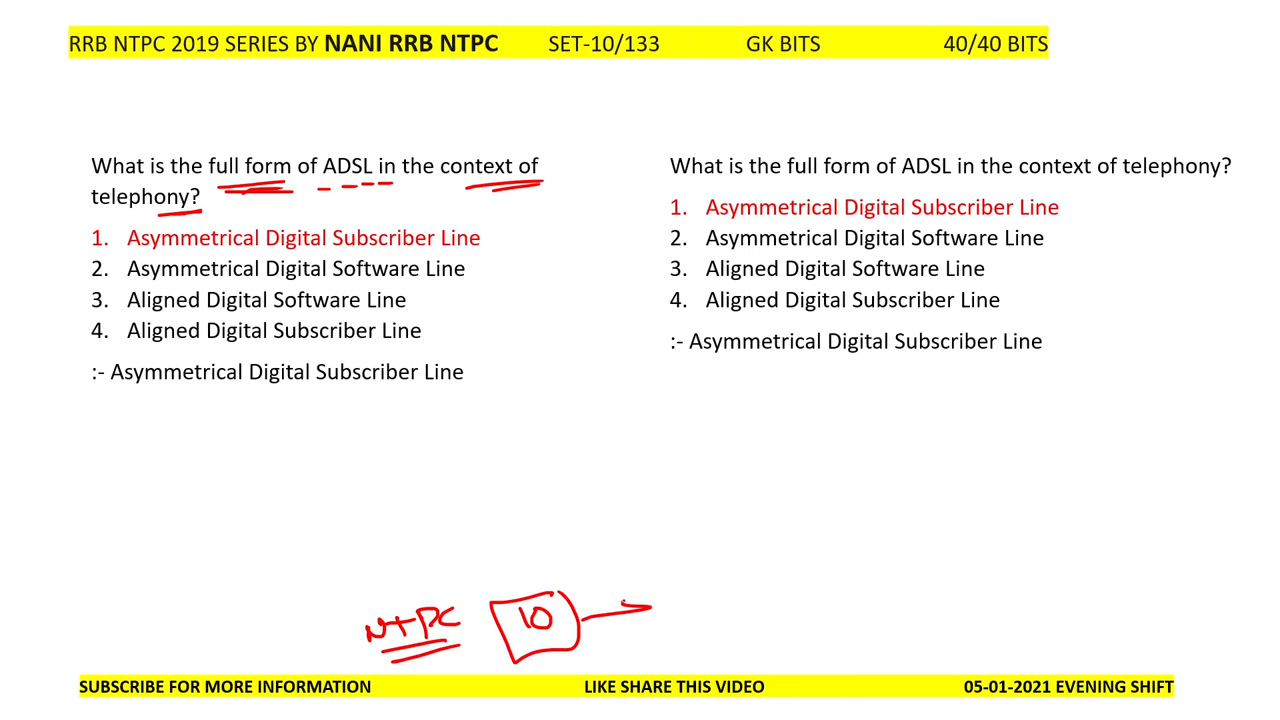 RRB NTPC 2019 SERIES BY NANI RRB NTPC SET-10/133 GK BITS 40/40 BITS
What is the full form of ADSL in the context of
telephony?
1. Asymmetrical Digital Subscriber Line
2. Asymmetrical Digital Software Line
3. Aligned Digital Software Line
4. Aligned Digital Subscriber Line
:- Asymmetrical Digital Subscriber Line
What is the full form of ADSL in the context of telephony?
1. Asymmetrical Digital Subscriber Line
2. Asymmetrical Digital Software Line
3. Aligned Digital Software Line
4. Aligned Digital Subscriber Line
:- Asymmetrical Digital Subscriber Line
NTPC 10
SUBSCRIBE FOR MORE INFORMATION LIKE SHARE THIS VIDEO 05-01-2021 EVENING SHIFT